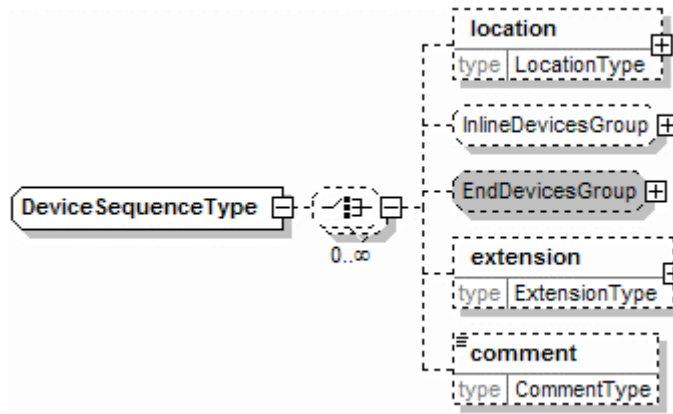 location
type LocationType
InlineDevicesGroup
EndDevicesGroup
DeviceSequenceType
0..∞
extension
type ExtensionType
comment
type CommentType